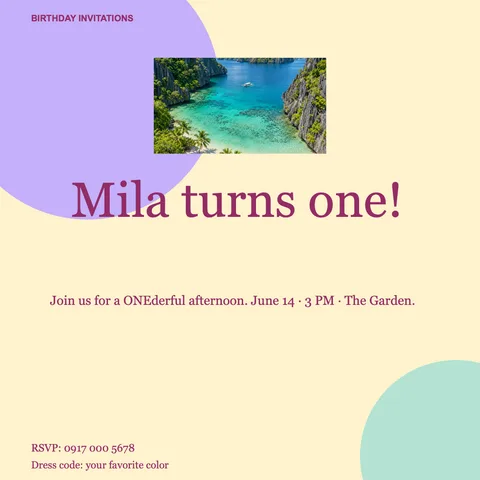 BIRTHDAY INVITATIONS
Mila turns one!
Join us for a ONEderful afternoon. June 14 · 3 PM · The Garden.
RSVP: 0917 000 5678
Dress code: your favorite color